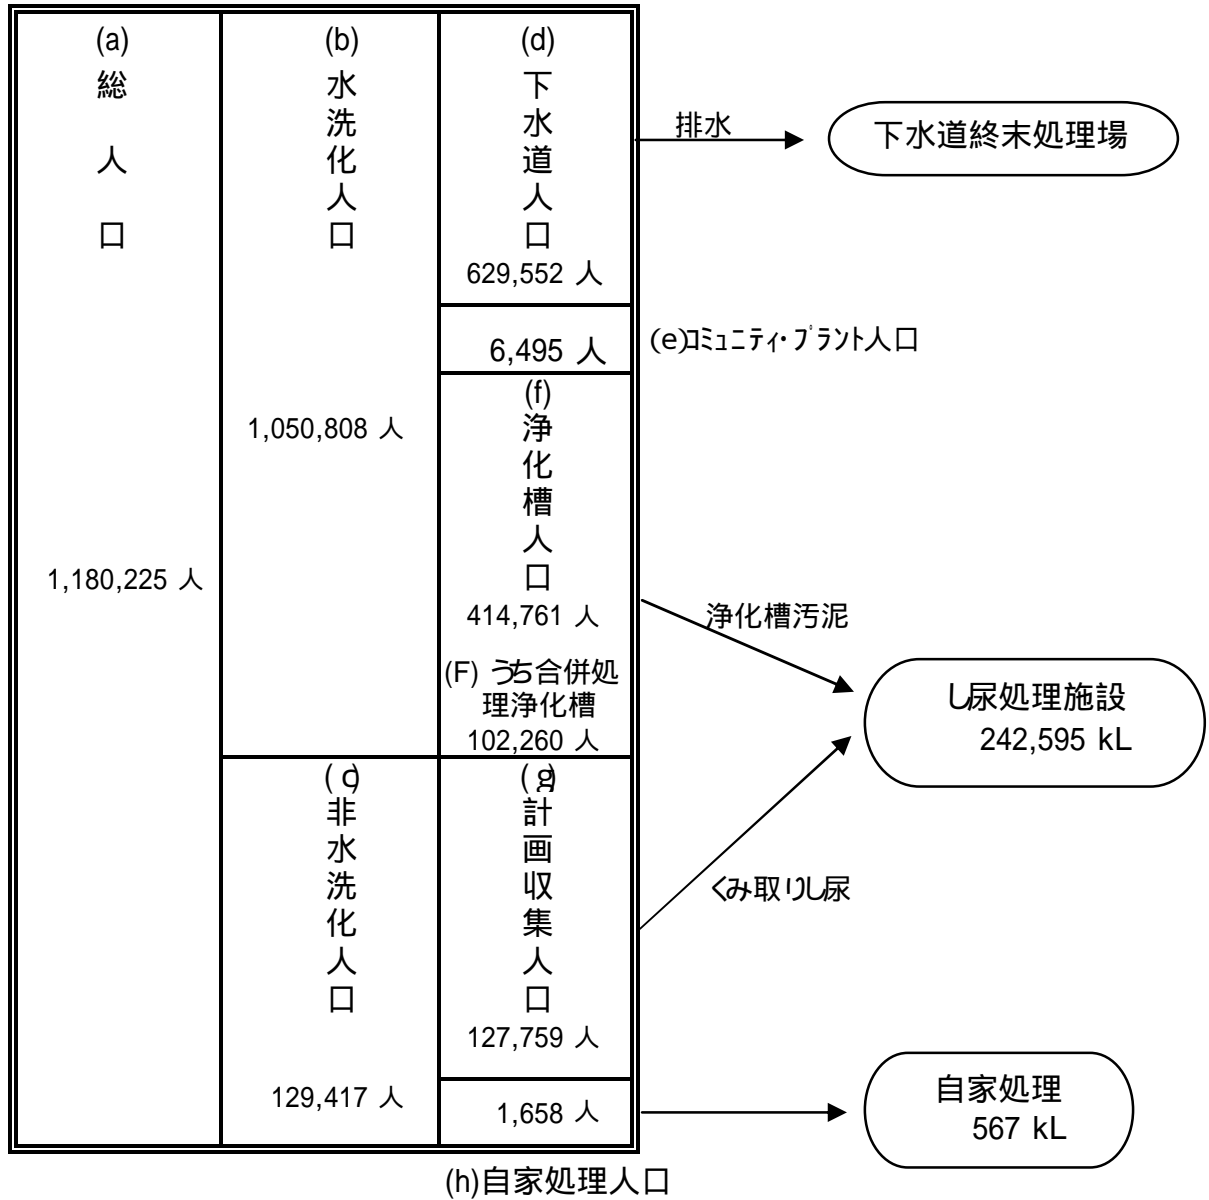 (a)
総人口
1,180,225 人
(b)
水洗化人口
1,050,808 人
(c)
非水洗化人口
129,417 人
(d)
下水道人口
629,552 人
6,495 人
(e)コミュニティ・プラント人口
(f)
浄化槽人口
414,761 人
(F) うち合併処
理浄化槽
102,260 人
(g)
計画収集人口
127,759 人
1,658 人
(h)自家処理人口
排水
下水道終末処理場
浄化槽汚泥
し尿処理施設
242,595 kL
くみ取りし尿
自家処理
567 kL